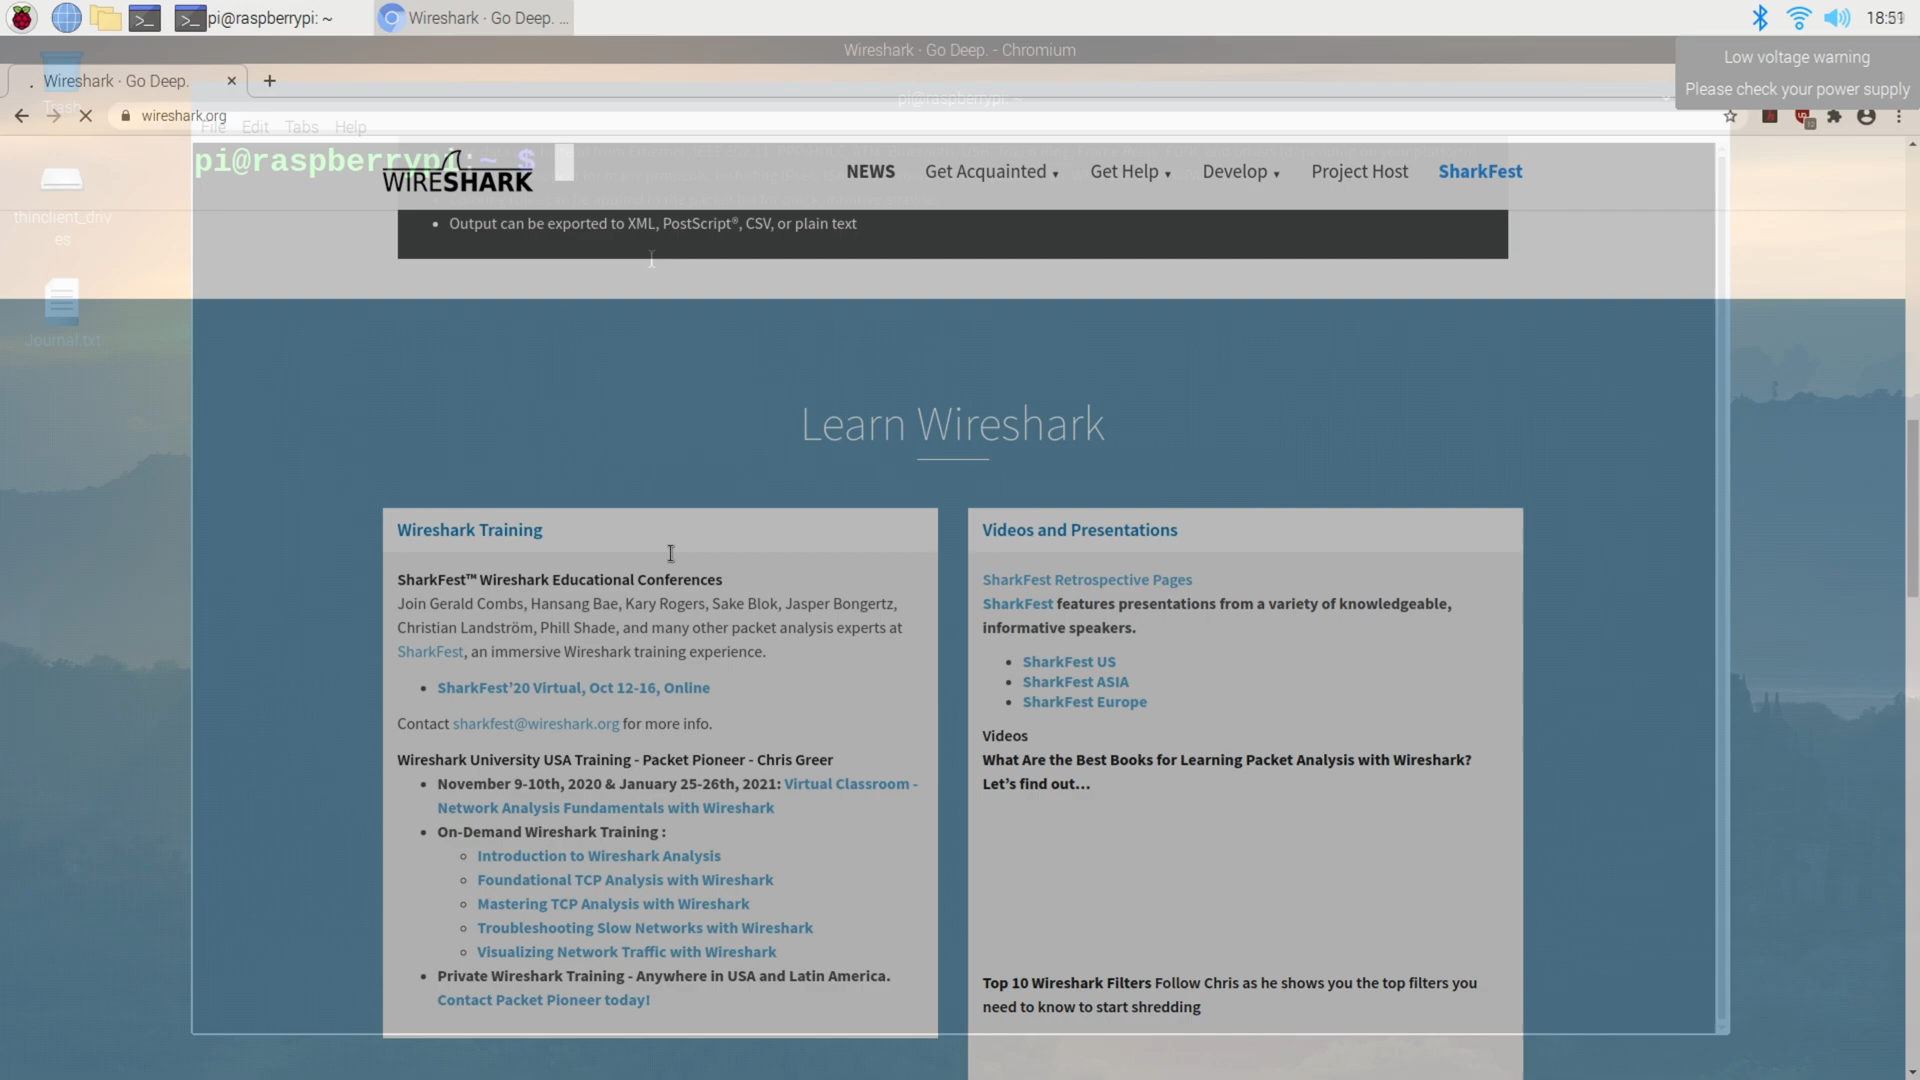 pi@raspberrypi: ~
Wireshark · Go Deep. ...
Wireshark · Go Deep. - Chromium
Low voltage warning
Please check your power supply
Wireshark · Go Deep.
Trash
pi@raspberrypi: ~
wireshark.org
File Edit Tabs Help
pi@raspberrypi:~ $
WIRESHARK
NEWS Get Acquainted Get Help Develop Project Host SharkFest
Output can be exported to XML, PostScript®, CSV, or plain text
thinclient_driv
es
Journal.txt
Learn Wireshark
Wireshark Training
SharkFest™ Wireshark Educational Conferences
Join Gerald Combs, Hansang Bae, Kary Rogers, Sake Blok, Jasper Bongertz,
Christian Landström, Phill Shade, and many other packet analysis experts at
SharkFest, an immersive Wireshark training experience.
SharkFest’20 Virtual, Oct 12-16, Online
Contact sharkfest@wireshark.org for more info.
Wireshark University USA Training - Packet Pioneer - Chris Greer
November 9-10th, 2020 & January 25-26th, 2021: Virtual Classroom -
Network Analysis Fundamentals with Wireshark
On-Demand Wireshark Training :
Introduction to Wireshark Analysis
Foundational TCP Analysis with Wireshark
Mastering TCP Analysis with Wireshark
Troubleshooting Slow Networks with Wireshark
Visualizing Network Traffic with Wireshark
Private Wireshark Training - Anywhere in USA and Latin America.
Contact Packet Pioneer today!
Videos and Presentations
SharkFest Retrospective Pages
SharkFest features presentations from a variety of knowledgeable,
informative speakers.
SharkFest US
SharkFest ASIA
SharkFest Europe
Videos
What Are the Best Books for Learning Packet Analysis with Wireshark?
Let’s find out…
Top 10 Wireshark Filters Follow Chris as he shows you the top filters you
need to know to start shredding